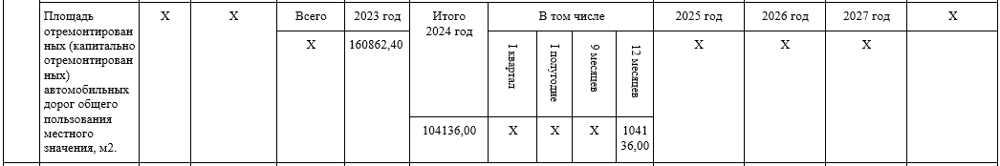 Площадь
отремонтирован
ных (капитально
отремонтирован
ных)
автомобильных
дорог общего
пользования
местного
значения, м2.
X
X
Всего
2023 год
Итого
2024 год
В том числе
2025 год
2026 год
2027 год
X
X
160862,40
I квартал
I полугодие
9 месяцев
12 месяцев
X
X
X
104136,00
X
X
X
1041
36,00